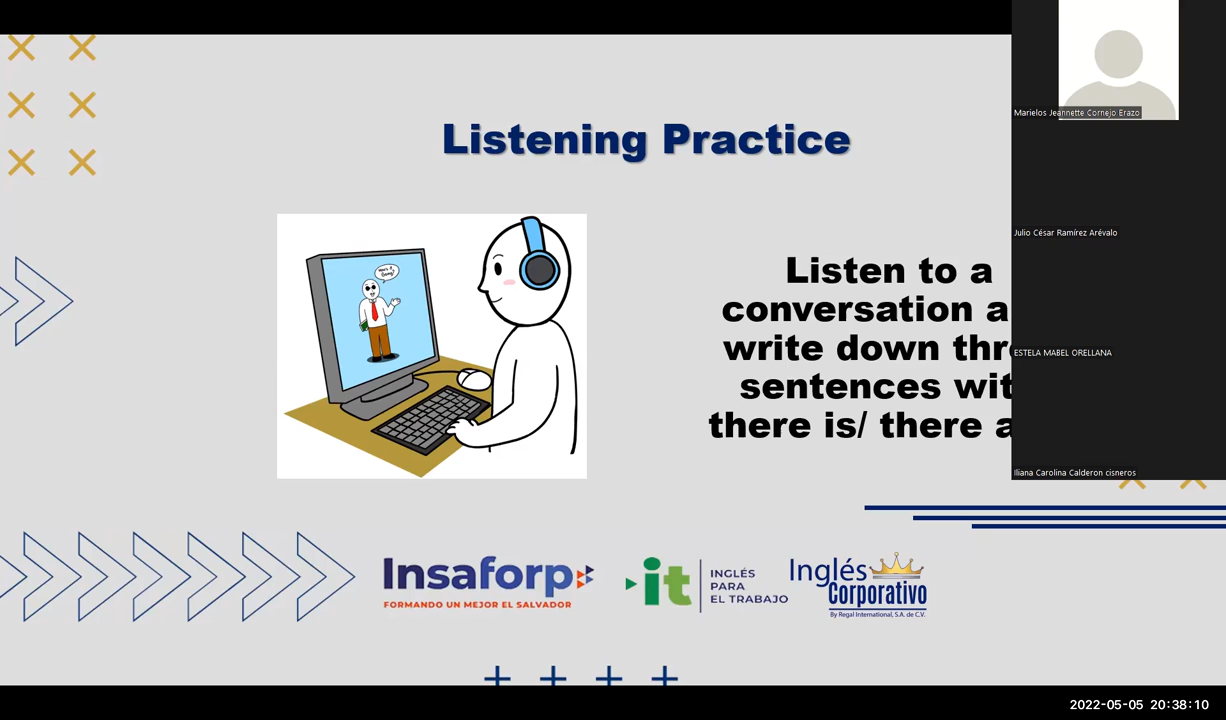 Listening Practice
Listen to a
conversation a
write down thr
sentences wit
there is/ there a
Marielos Jeannette Cornejo Erazo
Julio César Ramírez Arévalo
ESTELA MABEL ORELLANA
Iliana Carolina Calderon cisneros
Insaforp
FORMANDO UN MEJOR EL SALVADOR
it
INGLÉS
PARA
EL TRABAJO
Inglés
Corporativo
By Regal International, S.A. de C.V.
2022-05-05 20:38:10